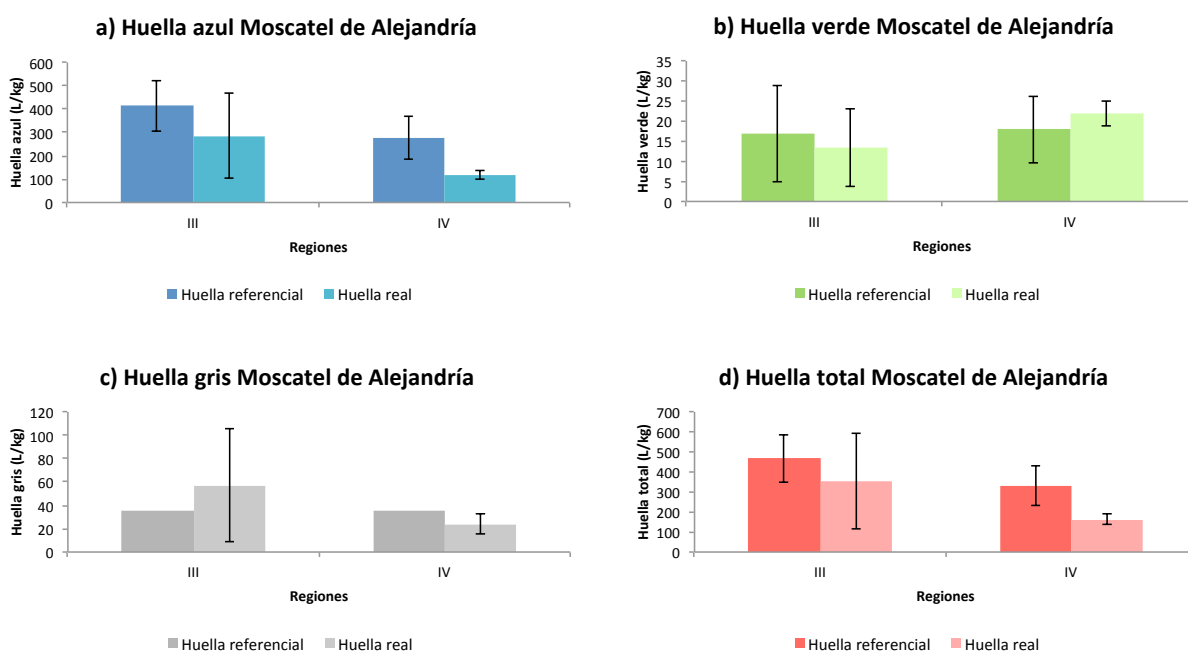 a) Huella azul Moscatel de Alejandría
Huella azul (L/kg)
600
500
400
300
200
100
0
III
IV
Regiones
Huella referencial
Huella real
b) Huella verde Moscatel de Alejandría
Huella verde (L/kg)
35
30
25
20
15
10
5
0
III
IV
Regiones
Huella referencial
Huella real
c) Huella gris Moscatel de Alejandría
Huella gris (L/kg)
120
100
80
60
40
20
0
III
IV
Regiones
Huella referencial
Huella real
d) Huella total Moscatel de Alejandría
Huella total (L/kg)
700
600
500
400
300
200
100
0
III
IV
Regiones
Huella referencial
Huella real